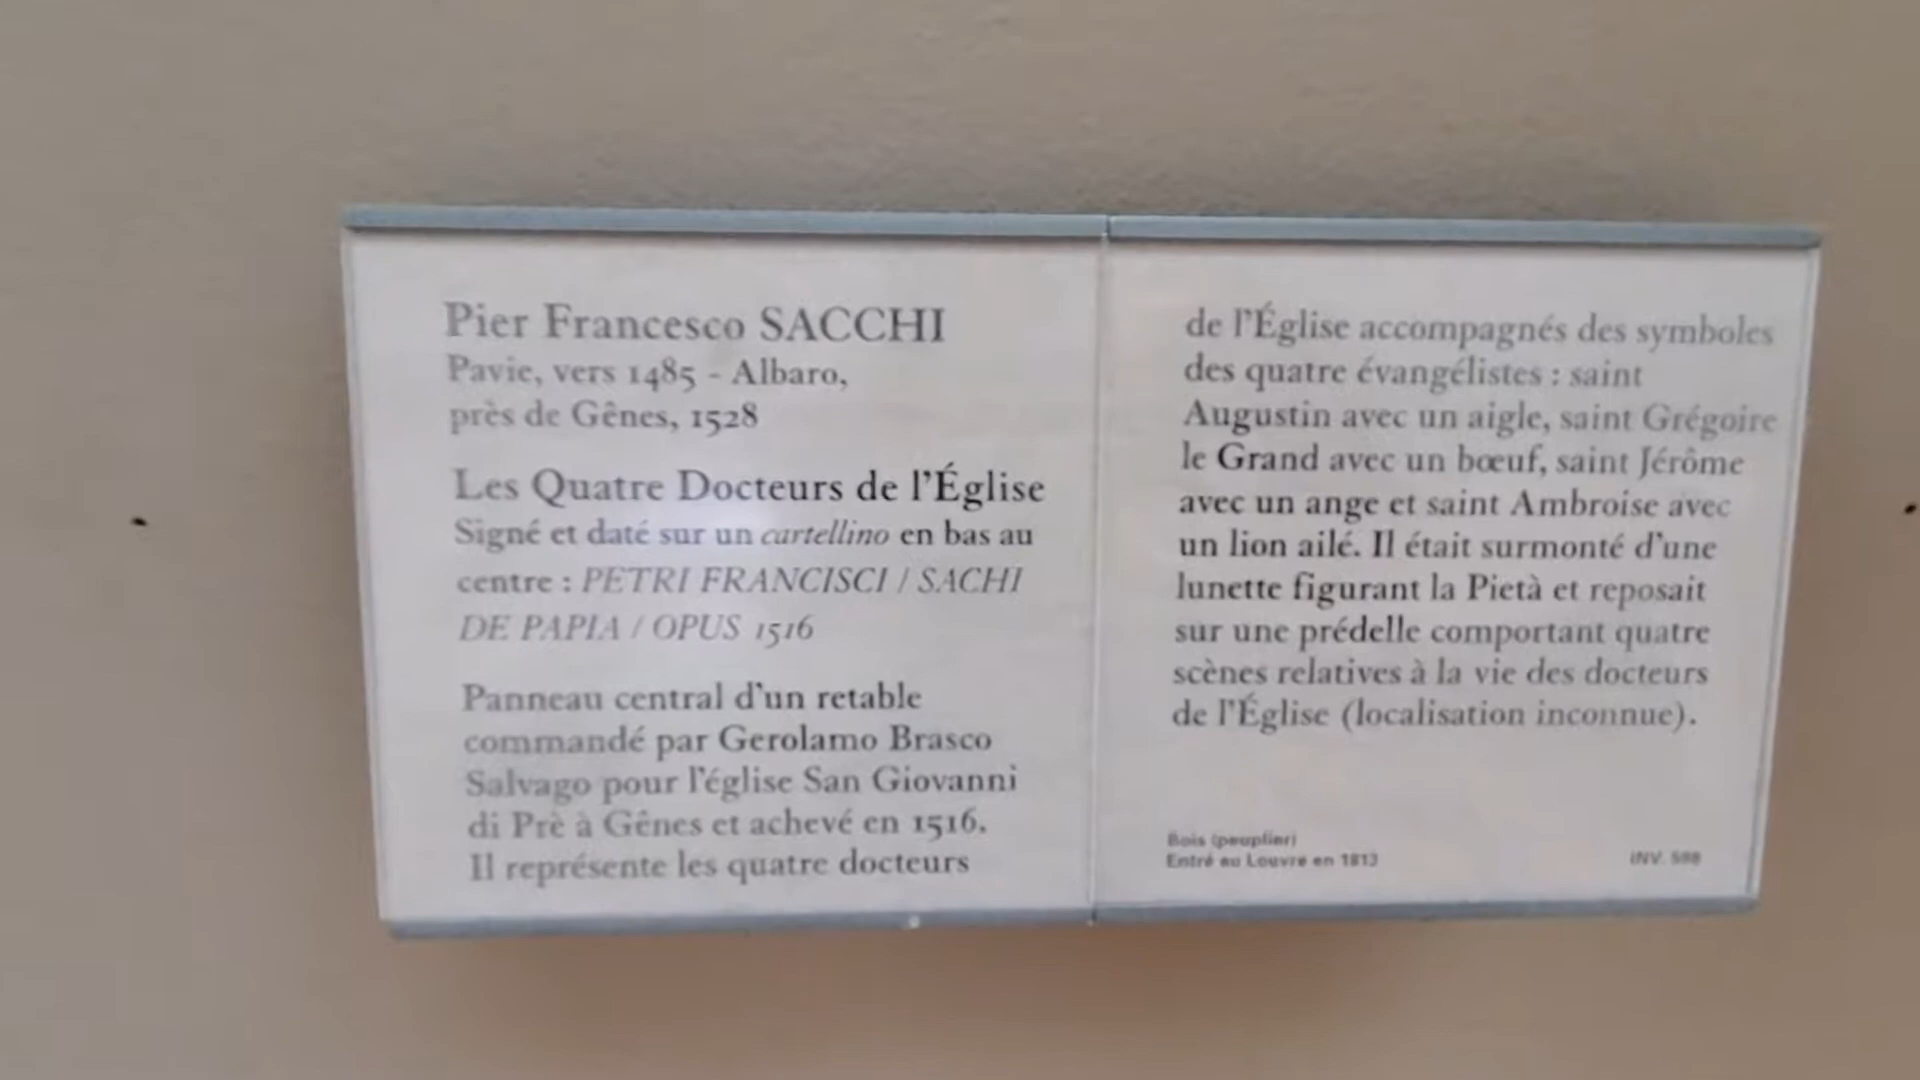 Pier Francesco SACCHI
Pavie, vers 1485 - Albaro,
près de Gênes, 1528
Les Quatre Docteurs de l'Église
Signé et daté sur un cartellino en bas au
centre : PETRI FRANCISCI / SACHI
DE PAPIA / OPUS 1516
Panneau central d'un retable
commandé par Gerolamo Brasco
Salvago pour l'église San Giovanni
di Prè à Gênes et achevé en 1516.
Il représente les quatre docteurs
de l'Église accompagnés des symboles
des quatre évangélistes : saint
Augustin avec un aigle, saint Grégoire
le Grand avec un bœuf, saint Jérôme
avec un ange et saint Ambroise avec
un lion ailé. Il était surmonté d'une
lunette figurant la Pietà et reposait
sur une prédelle comportant quatre
scènes relatives à la vie des docteurs
de l'Église (localisation inconnue).
Bois (peuplier)
Entré au Louvre en 1813
INV.